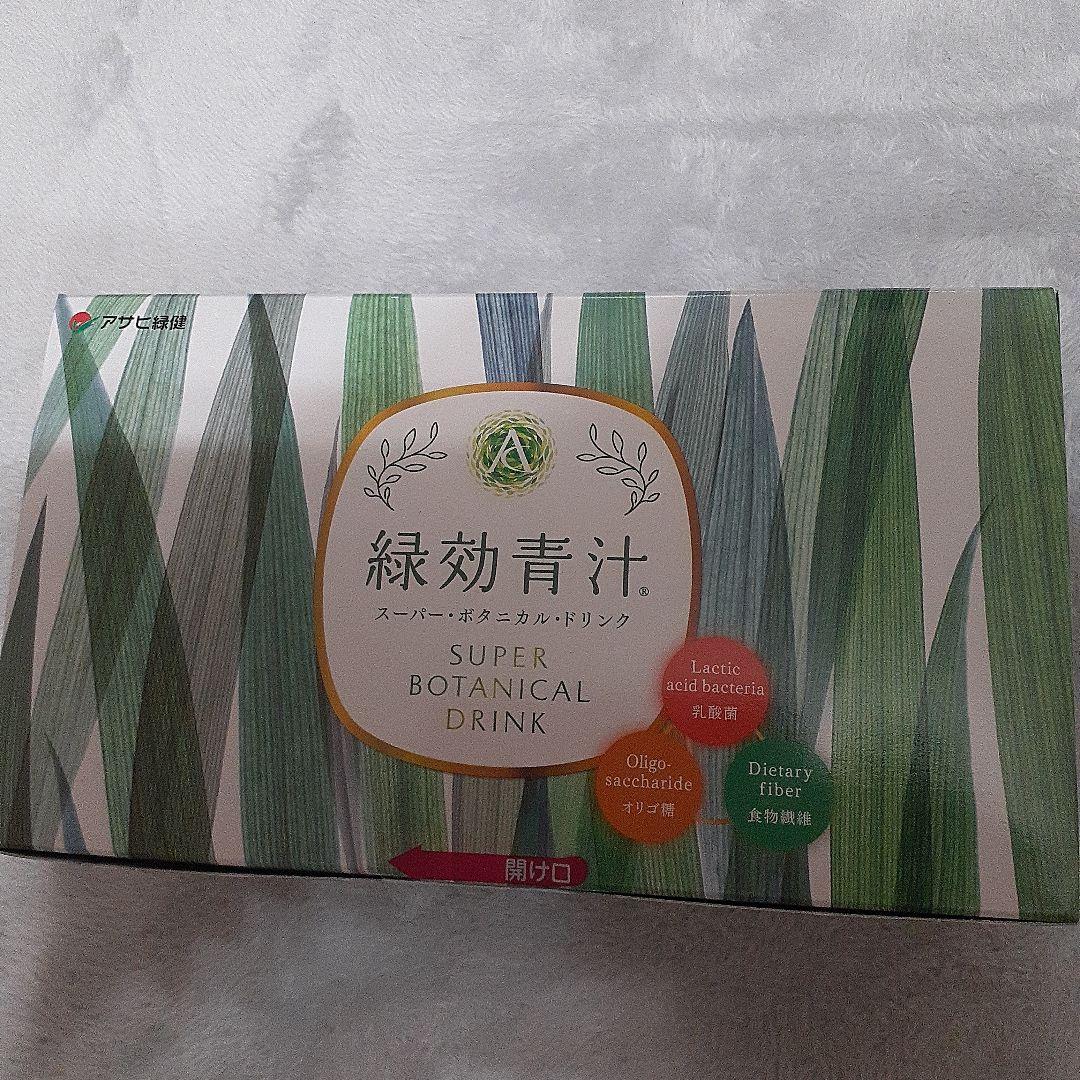 アサヒ緑健
A
緑効青汁®
スーパー・ボタニカル・ドリンク
SUPER
BOTANICAL
DRINK
Lactic
acid bacteria
乳酸菌
Oligo-
saccharide
オリゴ糖
Dietary
fiber
食物繊維
開け口